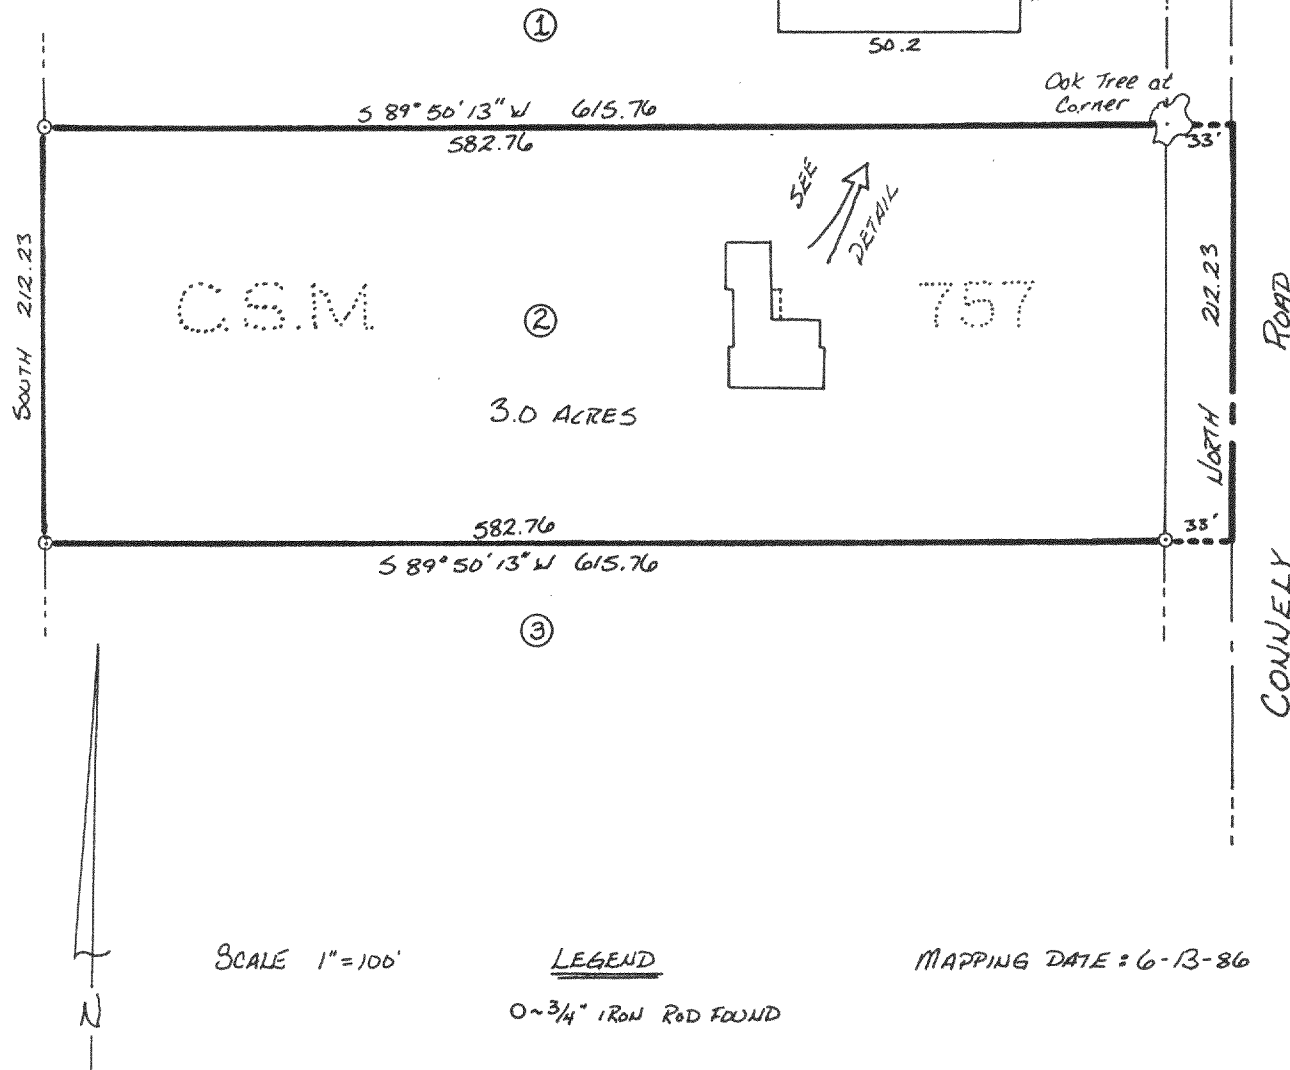 ①
50.2
Oak Tree at
Corner
S 89° 50' 13" W 615.76
582.76
33'
SEE
DETAIL
SOUTH 212.23
C.S.M
②
757
NORTH 212.23
CONNELY ROAD
3.0 ACRES
582.76
33'
S 89° 50' 13" W 615.76
③
SCALE 1"=100'
LEGEND
MAPPING DATE: 6-13-86
O~3/4" IRON ROD FOUND
N